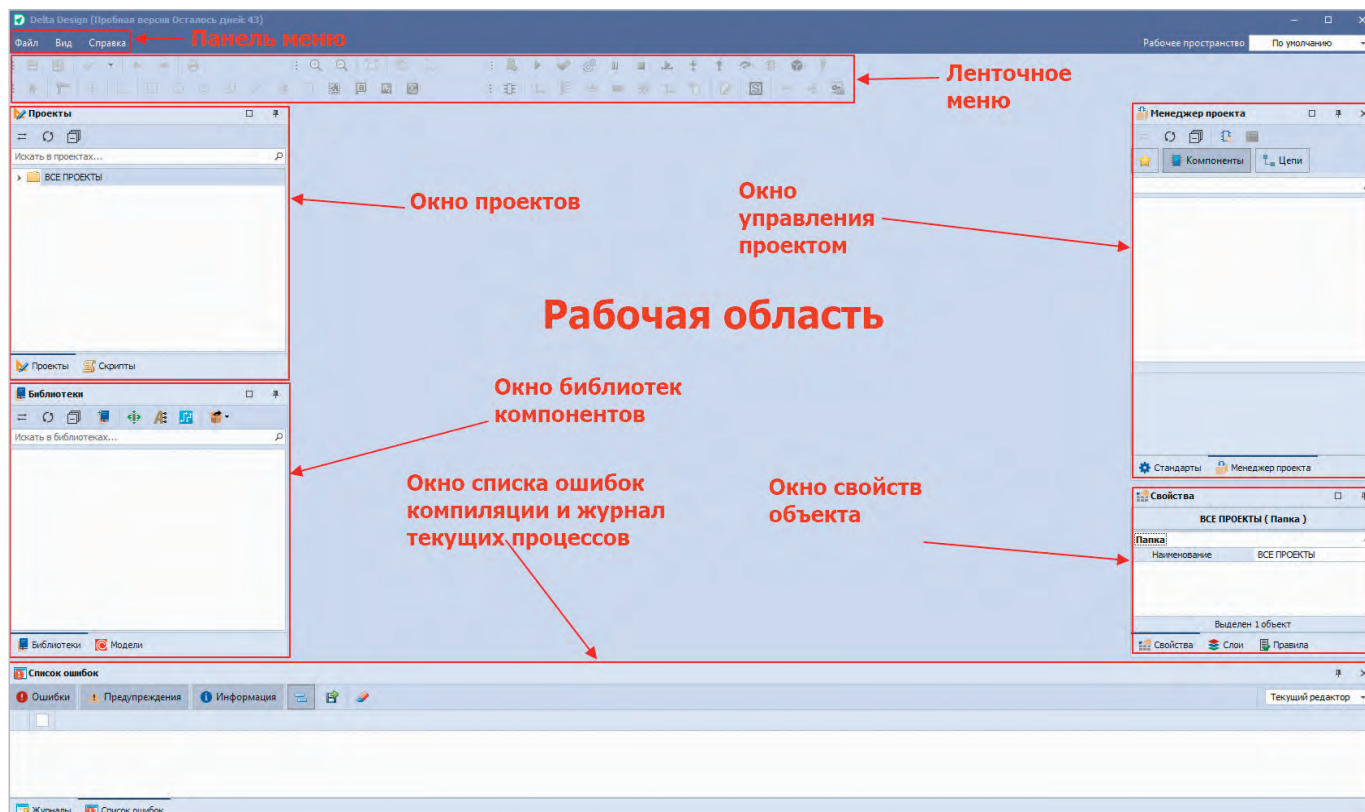 Delta Design (Пробная версия Осталось дней: 43)
Файл Вид Справка
Панель меню
Рабочее пространство По умолчанию
Ленточное
меню
Проекты
Искать в проектах...
ВСЕ ПРОЕКТЫ
Проекты Скрипты
Окно проектов
Окно
управления
проектом
Менеджер проекта
Компоненты Цепи
Стандарты Менеджер проекта
Рабочая область
Библиотеки
Искать в библиотеках...
Библиотеки Модели
Окно библиотек
компонентов
Окно списка ошибок
компиляции и журнал
текущих процессов
Окно свойств
объекта
Свойства
ВСЕ ПРОЕКТЫ ( Папка )
Папка
Наименование ВСЕ ПРОЕКТЫ
Выделен 1 объект
Свойства Слои Правила
Список ошибок
Ошибки Предупреждения Информация
Текущий редактор
Журналы Список ошибок